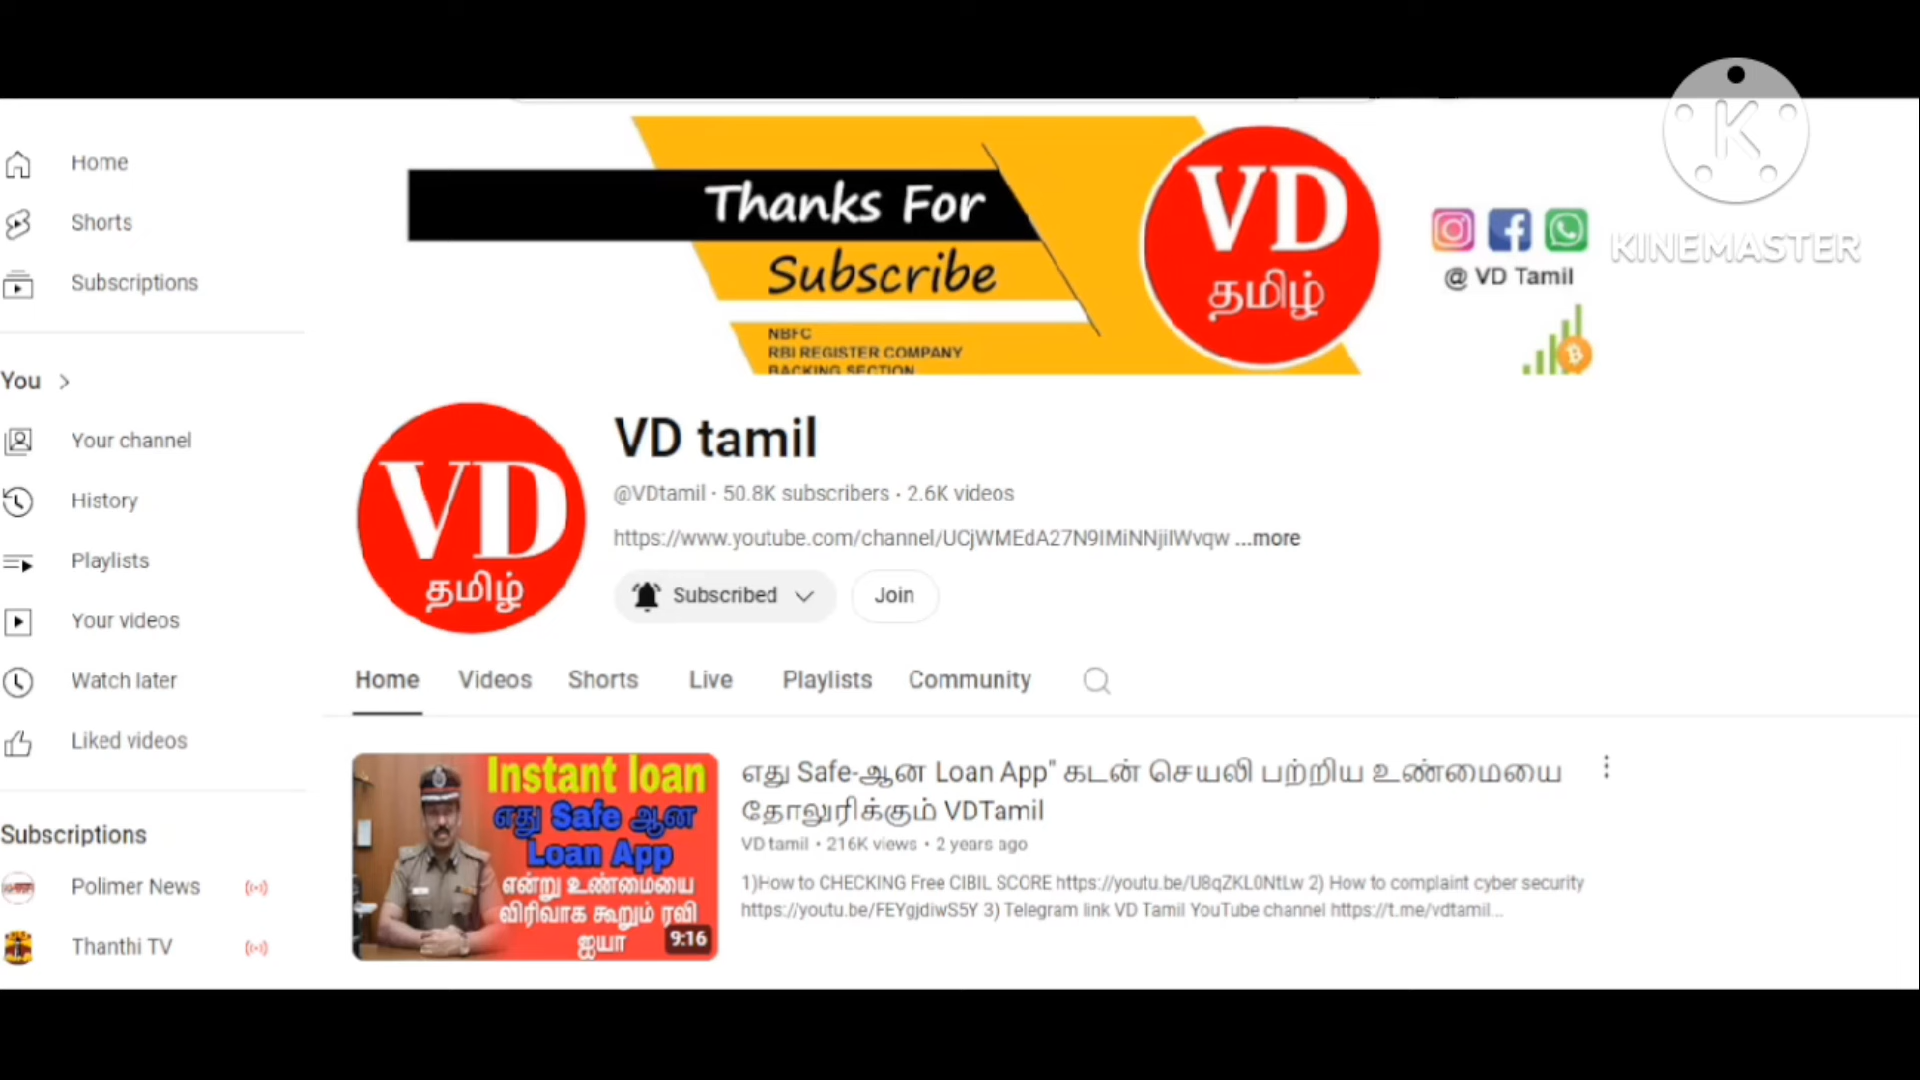 KINEMASTER
Home
Shorts
Subscriptions
You
Your channel
History
Playlists
Your videos
Watch later
Liked videos
Subscriptions
Polimer News
Thanthi TV
Thanks For
Subscribe
NBFC
RBI REGISTER COMPANY
BACKING SECTION
VD
தமிழ்
@ VD Tamil
VD
தமிழ்
VD tamil
@VDtamil · 50.8K subscribers · 2.6K videos
https://www.youtube.com/channel/UCjWMEdA27N9IMiNNjiIWvqw ...more
Subscribed
Join
Home Videos Shorts Live Playlists Community
Instant loan
எது Safe ஆன
Loan App
என்று உண்மையை
விரிவாக கூறும் ரவி
ஐயா
9:16
எது Safe-ஆன Loan App" கடன் செயலி பற்றிய உண்மையை
தோலுரிக்கும் VDTamil
VD tamil · 216K views · 2 years ago
1)How to CHECKING Free CIBIL SCORE https://youtu.be/U8qZKL0NtLw 2) How to complaint cyber security
https://youtu.be/FEYgjdiwS5Y 3) Telegram link VD Tamil YouTube channel https://t.me/vdtamil...